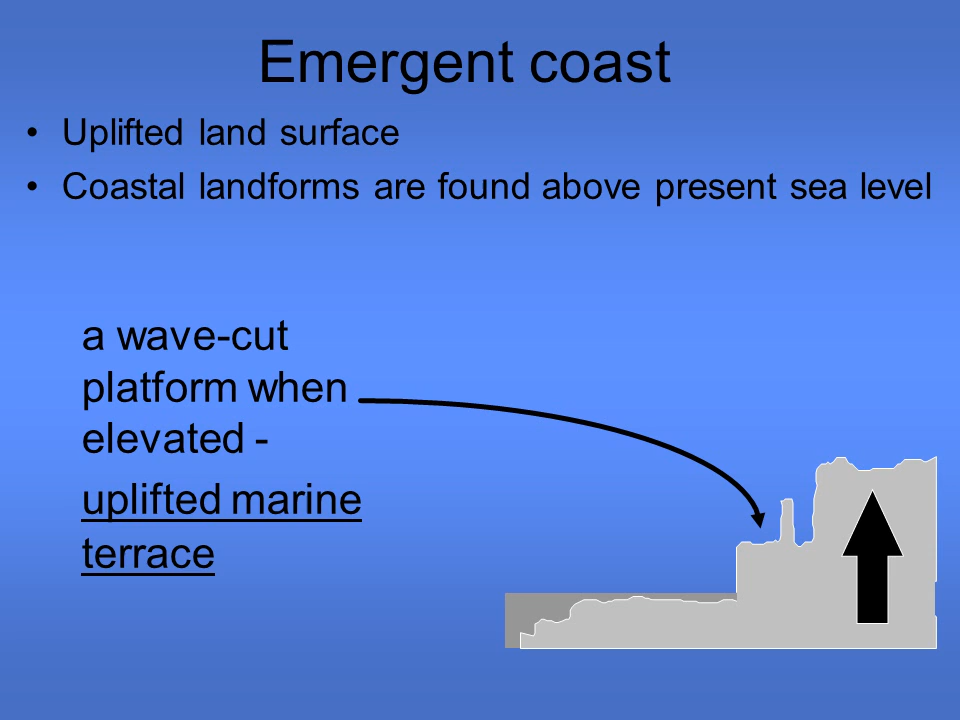 Emergent coast
• Uplifted land surface
• Coastal landforms are found above present sea level
a wave-cut
platform when
elevated -
uplifted marine
terrace